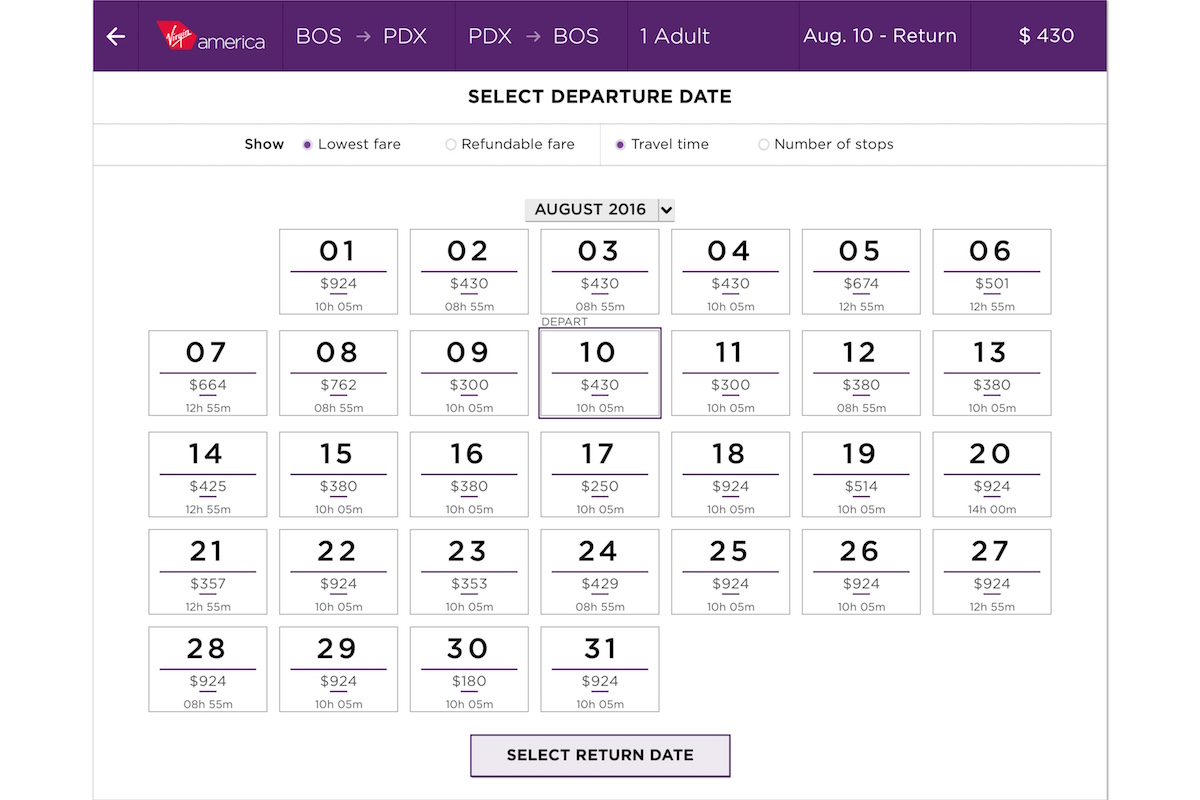 Virgin america BOS → PDX PDX → BOS 1 Adult Aug. 10 - Return $ 430
SELECT DEPARTURE DATE
Show Lowest fare Refundable fare Travel time Number of stops
AUGUST 2016
01 02 03 04 05 06
$924 $430 $430 $430 $674 $501
10h 05m 08h 55m 08h 55m 10h 05m 12h 55m 12h 55m
DEPART
07 08 09 10 11 12 13
$664 $762 $300 $430 $300 $380 $380
12h 55m 08h 55m 10h 05m 10h 05m 10h 05m 08h 55m 10h 05m
14 15 16 17 18 19 20
$425 $380 $380 $250 $924 $514 $924
12h 55m 10h 05m 10h 05m 10h 05m 10h 05m 10h 05m 14h 00m
21 22 23 24 25 26 27
$357 $924 $353 $429 $924 $924 $924
12h 55m 10h 05m 10h 05m 08h 55m 10h 05m 10h 05m 12h 55m
28 29 30 31
$924 $924 $180 $924
08h 55m 10h 05m 10h 05m 10h 05m
SELECT RETURN DATE